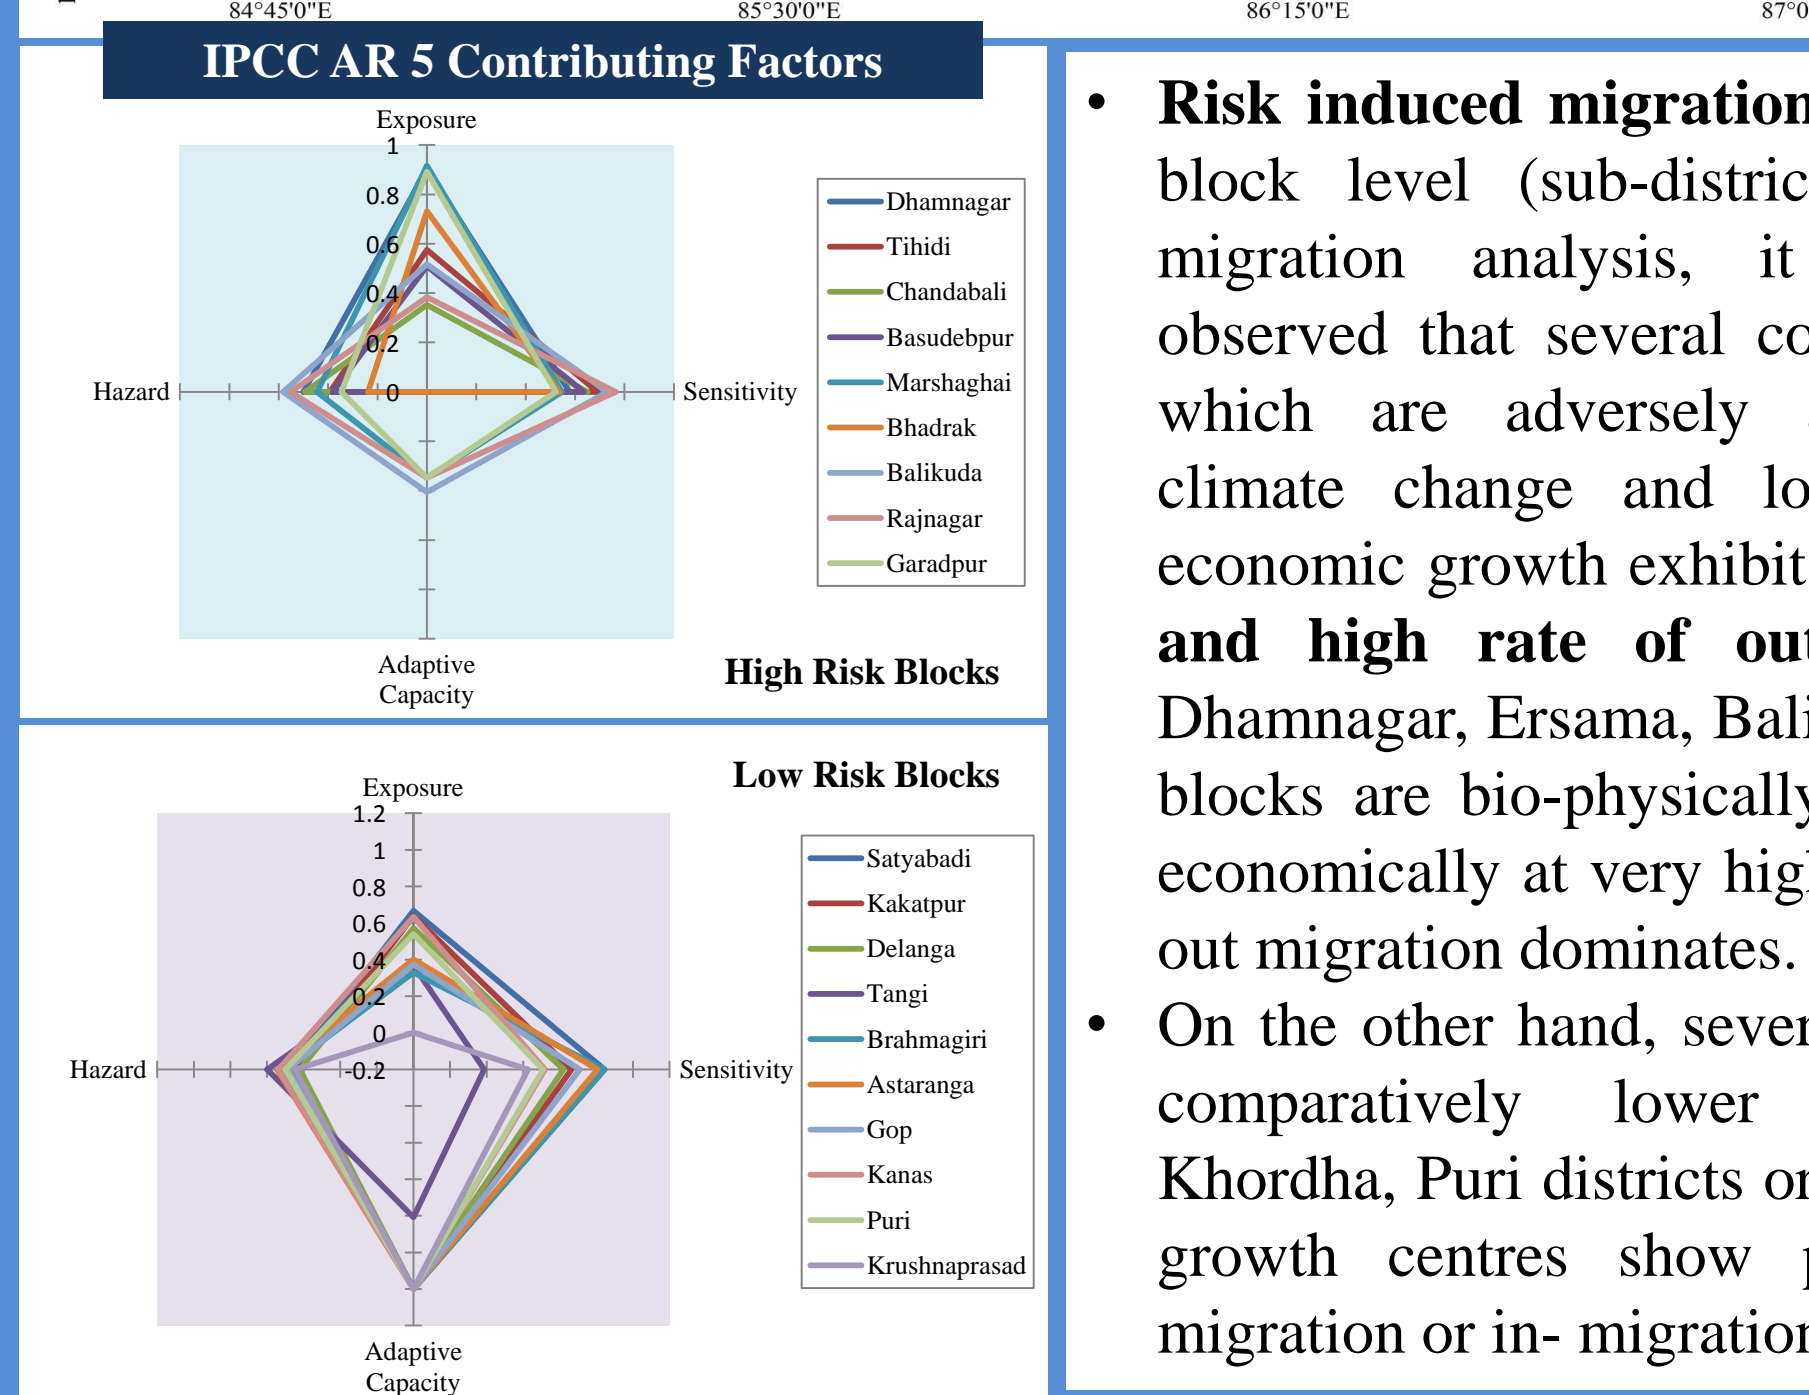 84°45'0"E
85°30'0"E
86°15'0"E
IPCC AR 5 Contributing Factors
Exposure
1
0.8
0.6
0.4
0.2
0
Hazard
Sensitivity
Adaptive
Capacity
Dhamnagar
Tihidi
Chandabali
Basudebpur
Marshaghai
Bhadrak
Balikuda
Rajnagar
Garadpur
High Risk Blocks
Low Risk Blocks
Exposure
1.2
1
0.8
0.6
0.4
0.2
0
-0.2
Hazard
Sensitivity
Adaptive
Capacity
Satyabadi
Kakatpur
Delanga
Tangi
Brahmagiri
Astaranga
Gop
Kanas
Puri
Krushnaprasad
• Risk induced migration
block level (sub-distric
migration analysis, it
observed that several co
which are adversely
climate change and lo
economic growth exhibit
and high rate of out
Dhamnagar, Ersama, Bali
blocks are bio-physically
economically at very hig
out migration dominates.
• On the other hand, sever
comparatively lower
Khordha, Puri districts or
growth centres show
migration or in- migration